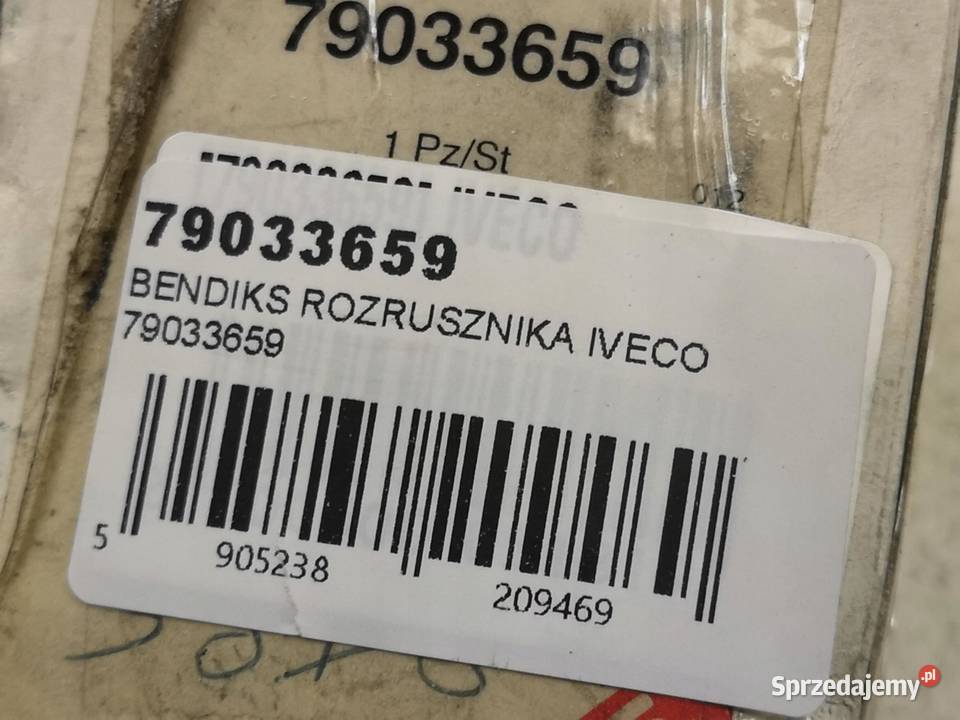 79033659
1 Pz/St
79033659
BENDIKS ROZRUSZNIKA IVECO
79033659
5 905238 209469
Sprzedajemy.pl